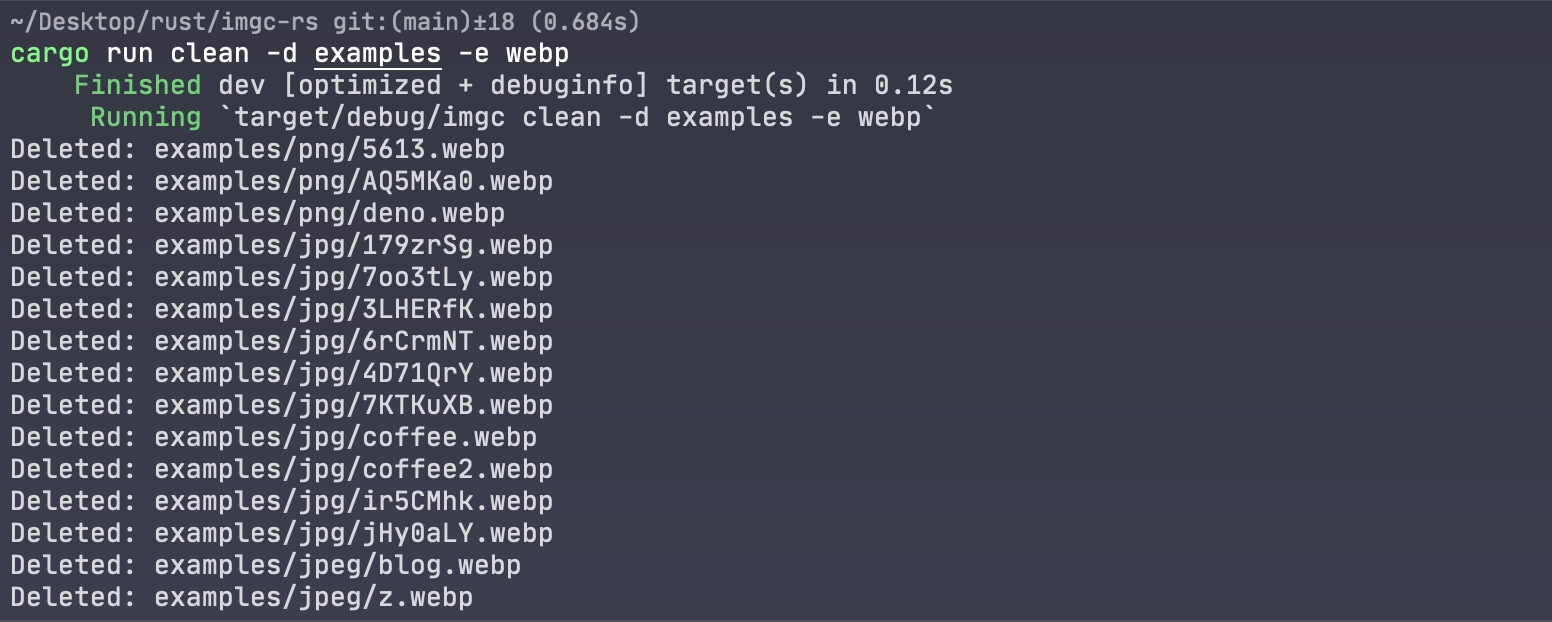 ~/Desktop/rust/imgc-rs git:(main)±18 (0.684s)
cargo run clean -d examples -e webp
    Finished dev [optimized + debuginfo] target(s) in 0.12s
     Running `target/debug/imgc clean -d examples -e webp`
Deleted: examples/png/5613.webp
Deleted: examples/png/AQ5MKa0.webp
Deleted: examples/png/deno.webp
Deleted: examples/jpg/179zrSg.webp
Deleted: examples/jpg/7oo3tLy.webp
Deleted: examples/jpg/3LHERfK.webp
Deleted: examples/jpg/6rCrmNT.webp
Deleted: examples/jpg/4D71QrY.webp
Deleted: examples/jpg/7KTKuXB.webp
Deleted: examples/jpg/coffee.webp
Deleted: examples/jpg/coffee2.webp
Deleted: examples/jpg/ir5CMhk.webp
Deleted: examples/jpg/jHy0aLY.webp
Deleted: examples/jpeg/blog.webp
Deleted: examples/jpeg/z.webp